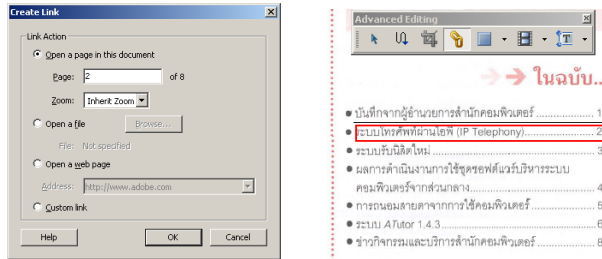 Create Link
Link Action
Open a page in this document
Page: 2 of 8
Zoom: Inherit Zoom
Open a file Browse...
File: Not specified
Open a web page
Address: http://www.adobe.com
Custom link
Help OK Cancel
Advanced Editing
ในฉบับ..
บันทึกจากผู้อำนวยการสำนักคอมพิวเตอร์ 1
ระบบโทรศัพท์ผ่านไอพี (IP Telephony) 2
ระบบรับนิสิตใหม่ 3
ผลการดำเนินงานการใช้ชุดซอฟต์แวร์บริหารระบบ
คอมพิวเตอร์จากส่วนกลาง 4
การถนอมสายตาจากการใช้คอมพิวเตอร์ 5
ระบบ ATutor 1.4.3 6
ข่าวกิจกรรมและบริการสำนักคอมพิวเตอร์ 8